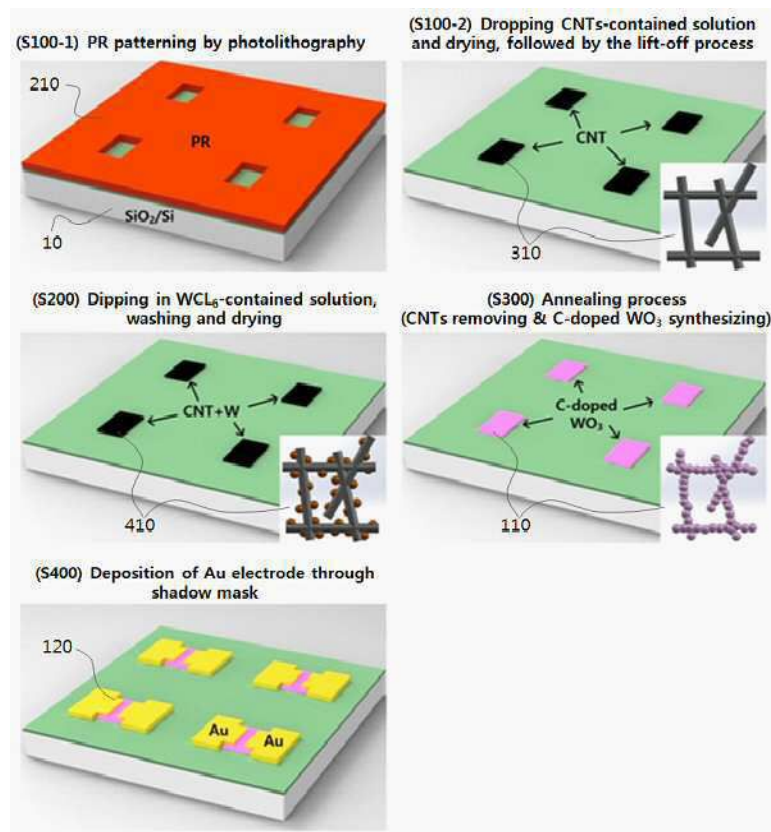 (S100-1) PR patterning by photolithography
210
PR
SiO₂/Si
10
(S100-2) Dropping CNTs-contained solution
and drying, followed by the lift-off process
CNT
310
(S200) Dipping in WCL₆-contained solution,
washing and drying
CNT+W
410
(S300) Annealing process
(CNTs removing & C-doped WO₃ synthesizing)
C-doped
WO₃
110
(S400) Deposition of Au electrode through
shadow mask
120
Au
Au